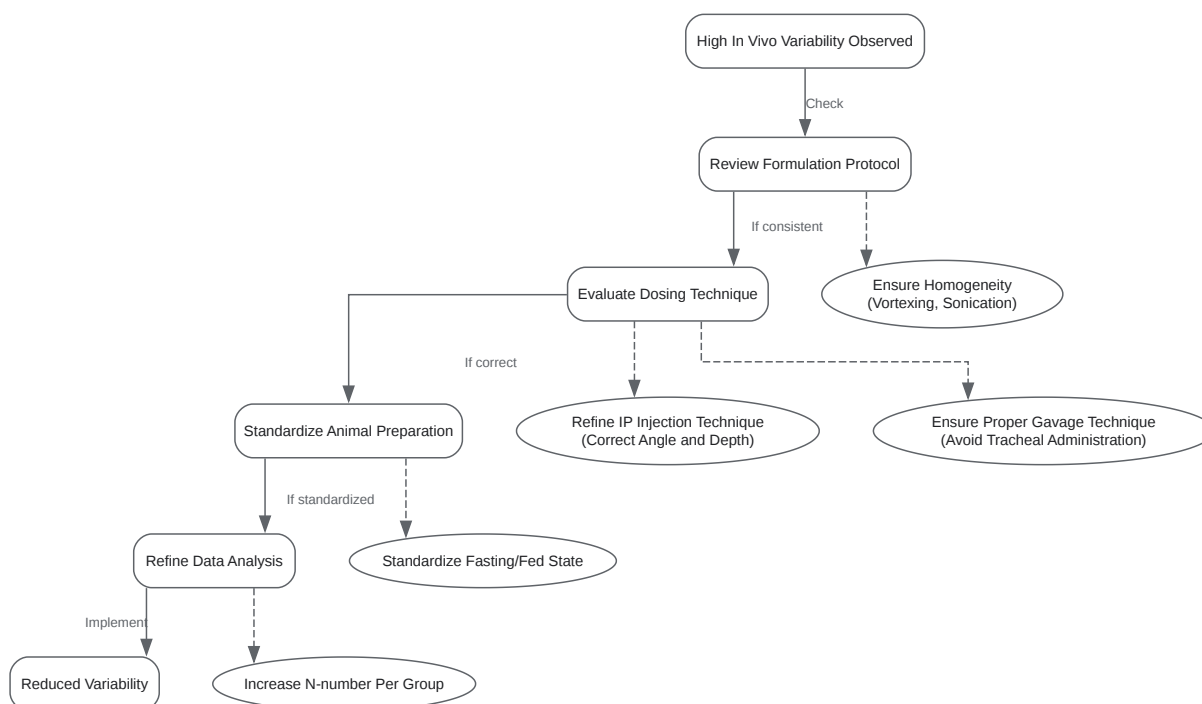 High In Vivo Variability Observed
Check
Review Formulation Protocol
If consistent
Evaluate Dosing Technique
Ensure Homogeneity
(Vortexing, Sonication)
If correct
Standardize Animal Preparation
Refine IP Injection Technique
(Correct Angle and Depth)
Ensure Proper Gavage Technique
(Avoid Tracheal Administration)
If standardized
Refine Data Analysis
Standardize Fasting/Fed State
Implement
Reduced Variability
Increase N-number Per Group